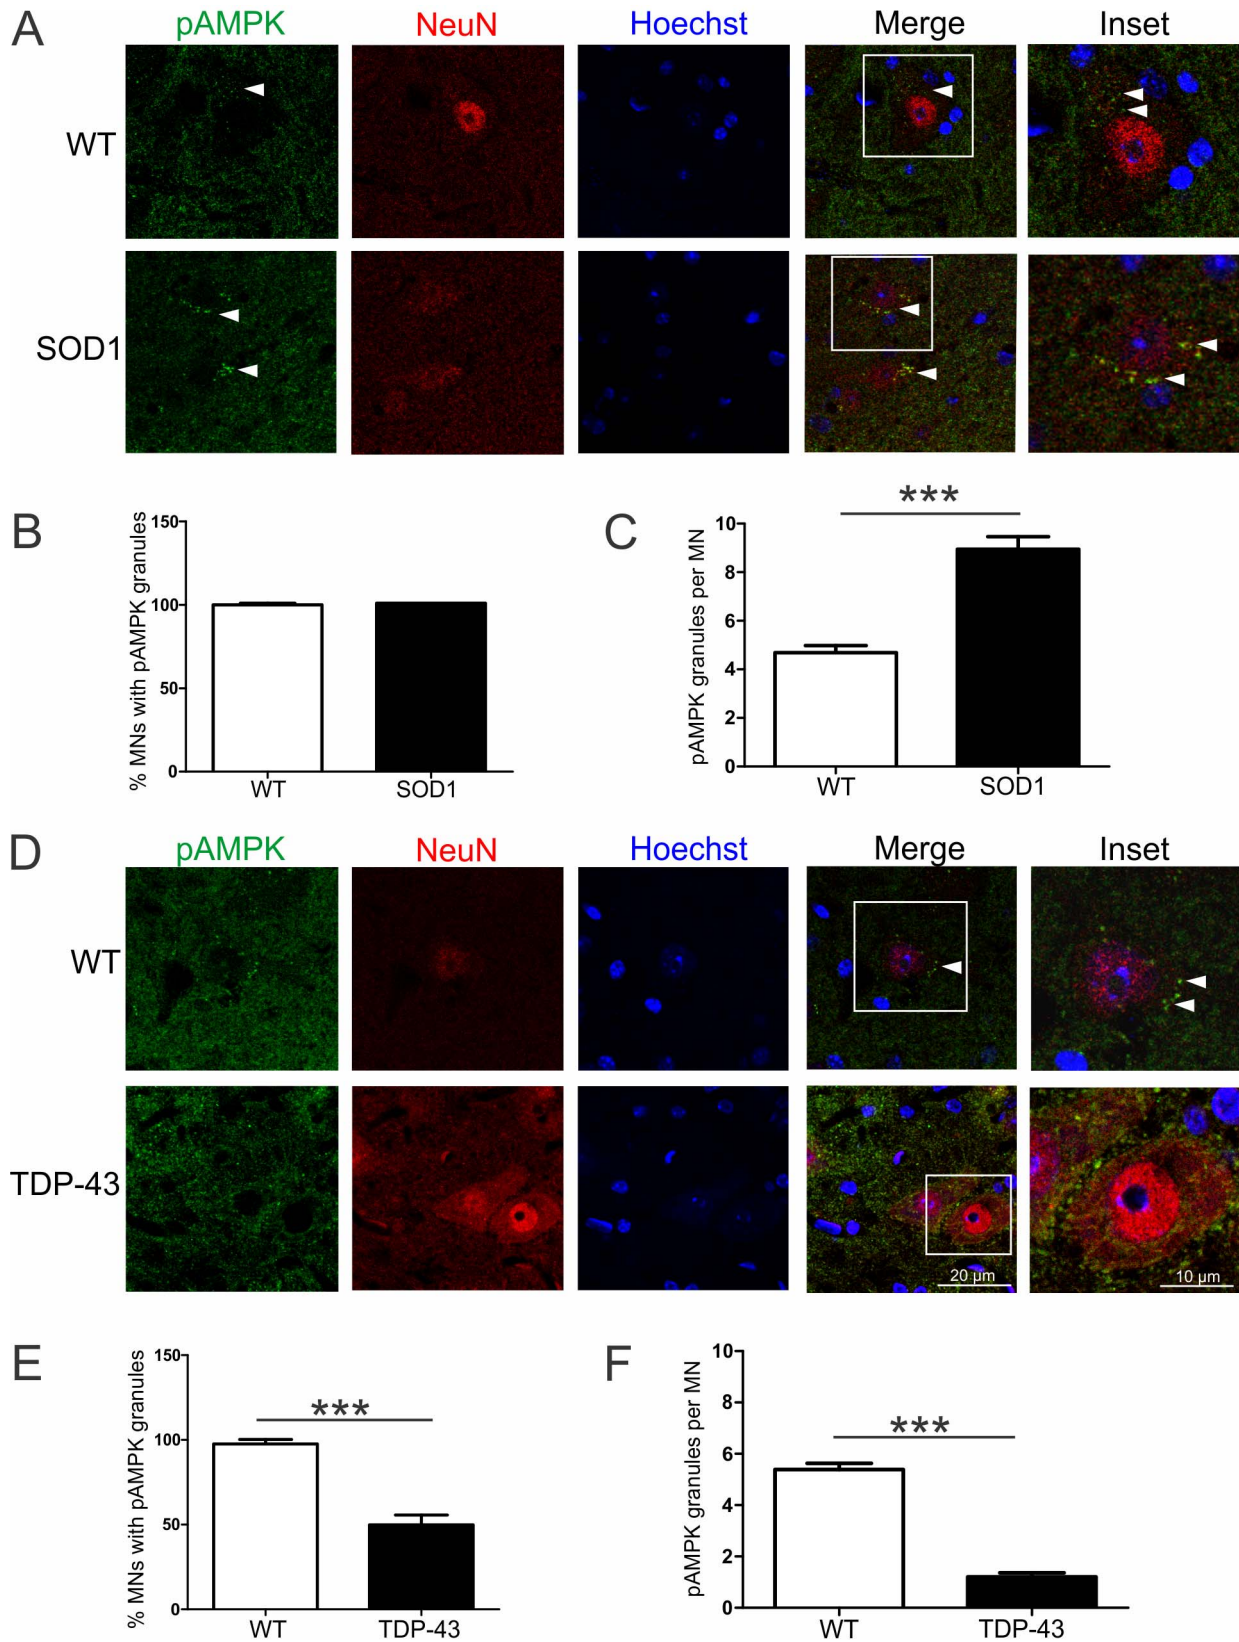 A
pAMPK NeuN Hoechst Merge Inset
WT
SOD1
B
% MNs with pAMPK granules
150
100
50
0
WT SOD1
C
***
pAMPK granules per MN
10
8
6
4
2
0
WT SOD1
D
pAMPK NeuN Hoechst Merge Inset
WT
TDP-43
20 µm
10 µm
E
% MNs with pAMPK granules
150
100
50
0
***
WT TDP-43
F
pAMPK granules per MN
10
8
6
4
2
0
***
WT TDP-43